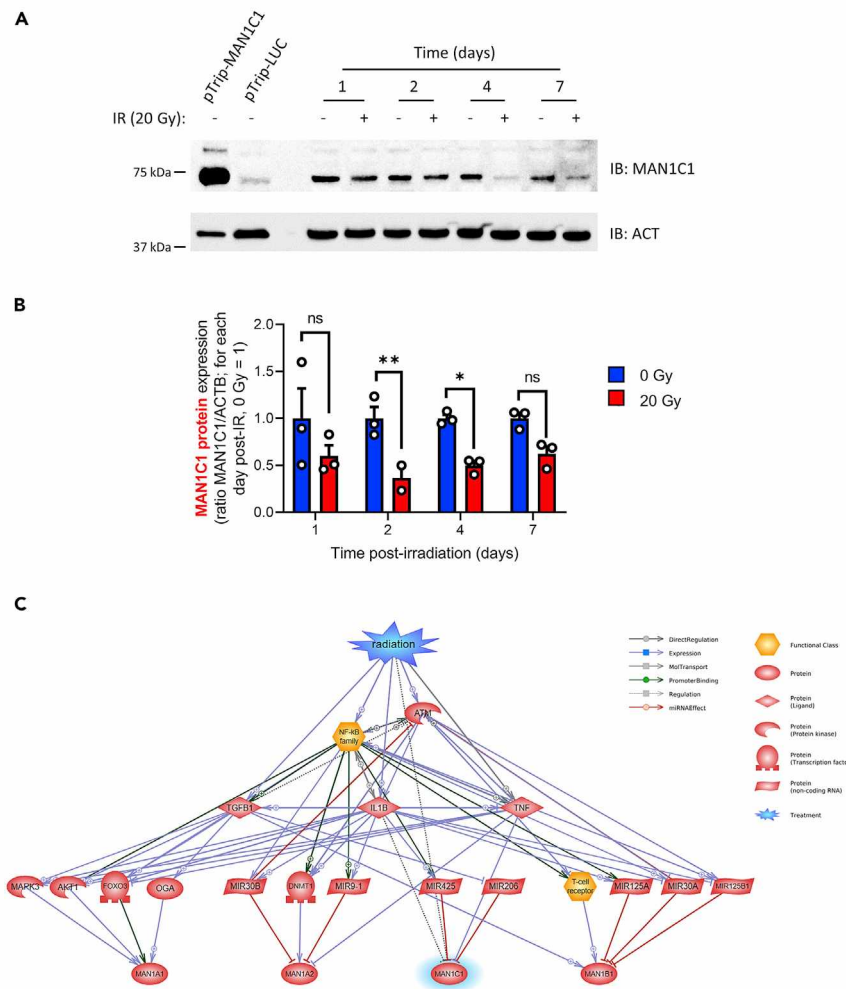 A
pTrip-MAN1C1
pTrip-LUC
Time (days)
1 2 4 7
IR (20 Gy): - - - + - + - + - +
75 kDa
IB: MAN1C1
37 kDa
IB: ACT
B
MAN1C1 protein expression
(ratio MAN1C1/ACTB; for each
day post-IR, 0 Gy = 1)
2.0
1.5
1.0
0.5
0.0
ns
**
*
ns
0 Gy
20 Gy
1 2 4 7
Time post-irradiation (days)
C
radiation
ATM
NF-kB
family
TGFB1 IL1B TNF
MAPK3 AKT1 FOXO3 OGA MIR30B DNMT1 MIR9-1 MIR425 MIR206 T-cell
receptor MIR125A MIR30A MIR125B1
MAN1A1 MAN1A2 MAN1C1 MAN1B1
DirectRegulation
Expression
MolTransport
PromoterBinding
Regulation
miRNAEffect
Functional Class
Protein
Protein
(Ligand)
Protein
(Protein kinase)
Protein
(Transcription facto
Protein
(non-coding RNA)
Treatment